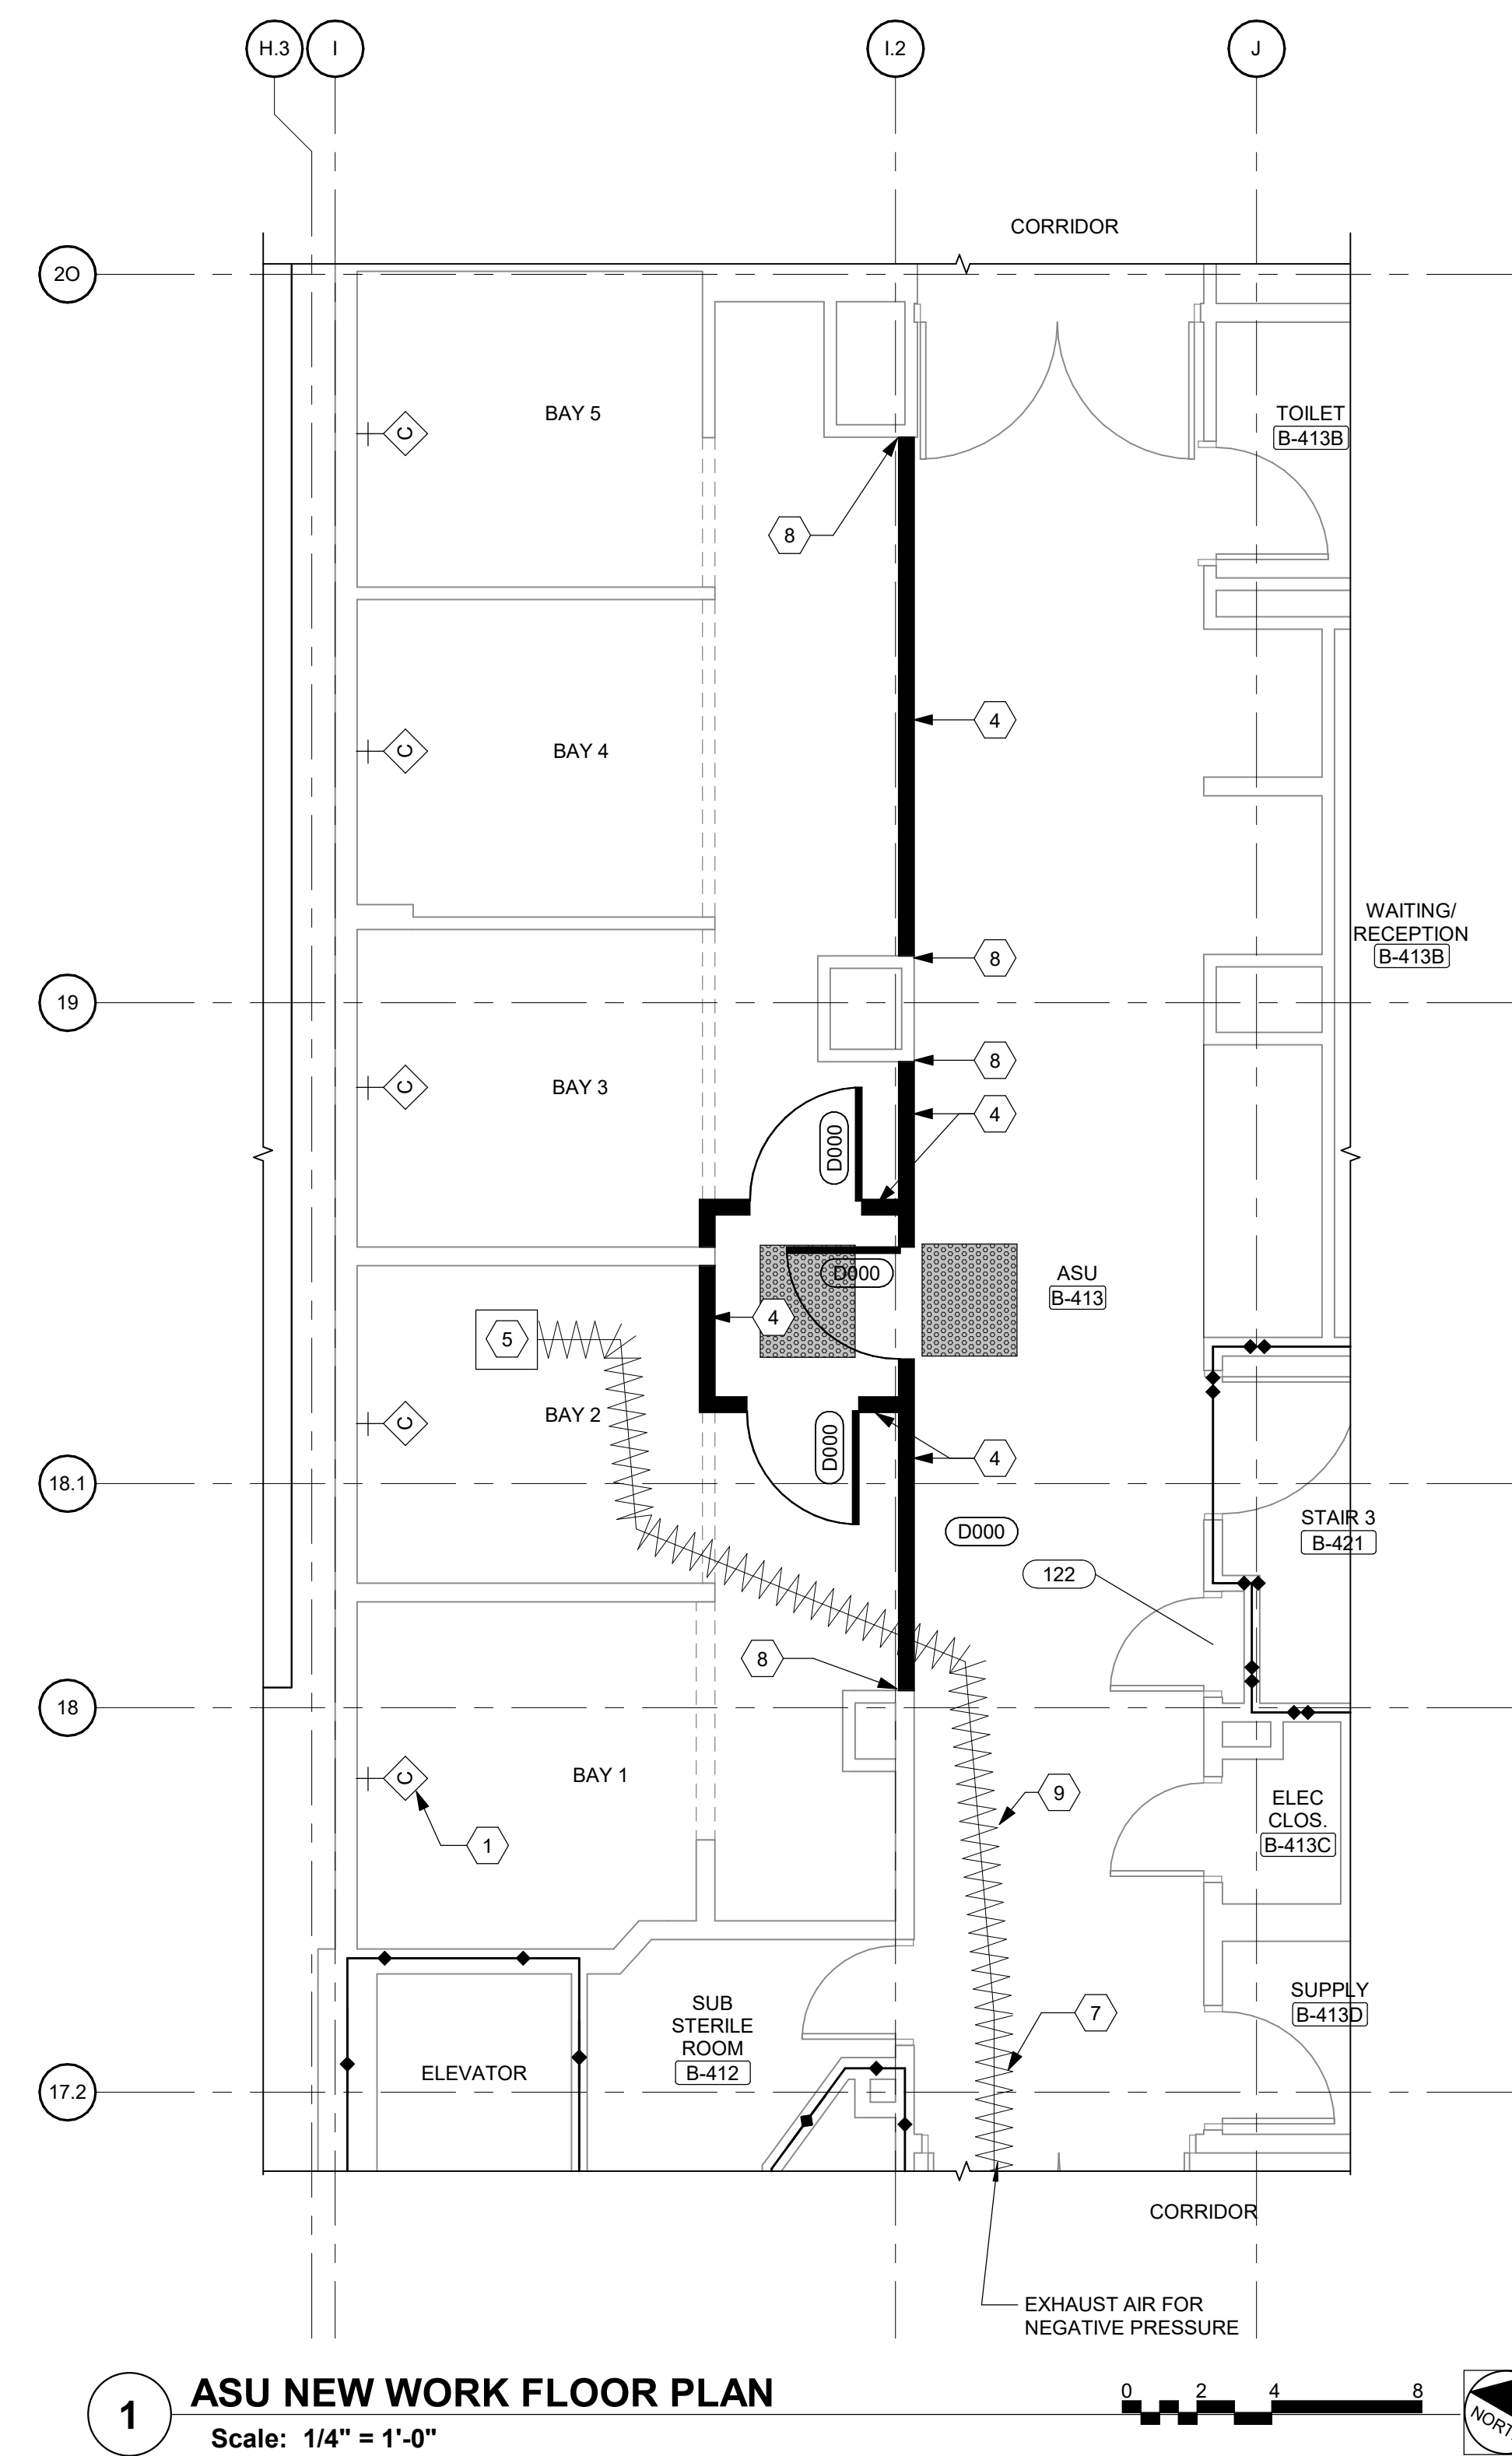 H.3
I
I.2
J
CORRIDOR
2O
BAY 5
C
TOILET
B-413B
8
4
BAY 4
C
WAITING/
RECEPTION
B-413B
8
19
8
BAY 3
C
4
D000
D000
ASU
B-413
4
5
BAY 2
C
D000
4
18.1
D000
STAIR 3
B-421
122
8
18
BAY 1
C
9
1
ELEC
CLOS.
B-413C
SUPPLY
B-413D
SUB
STERILE
ROOM
B-412
7
ELEVATOR
17.2
CORRIDOR
EXHAUST AIR FOR
NEGATIVE PRESSURE
1
ASU NEW WORK FLOOR PLAN
Scale: 1/4" = 1'-0"
0 2 4 8